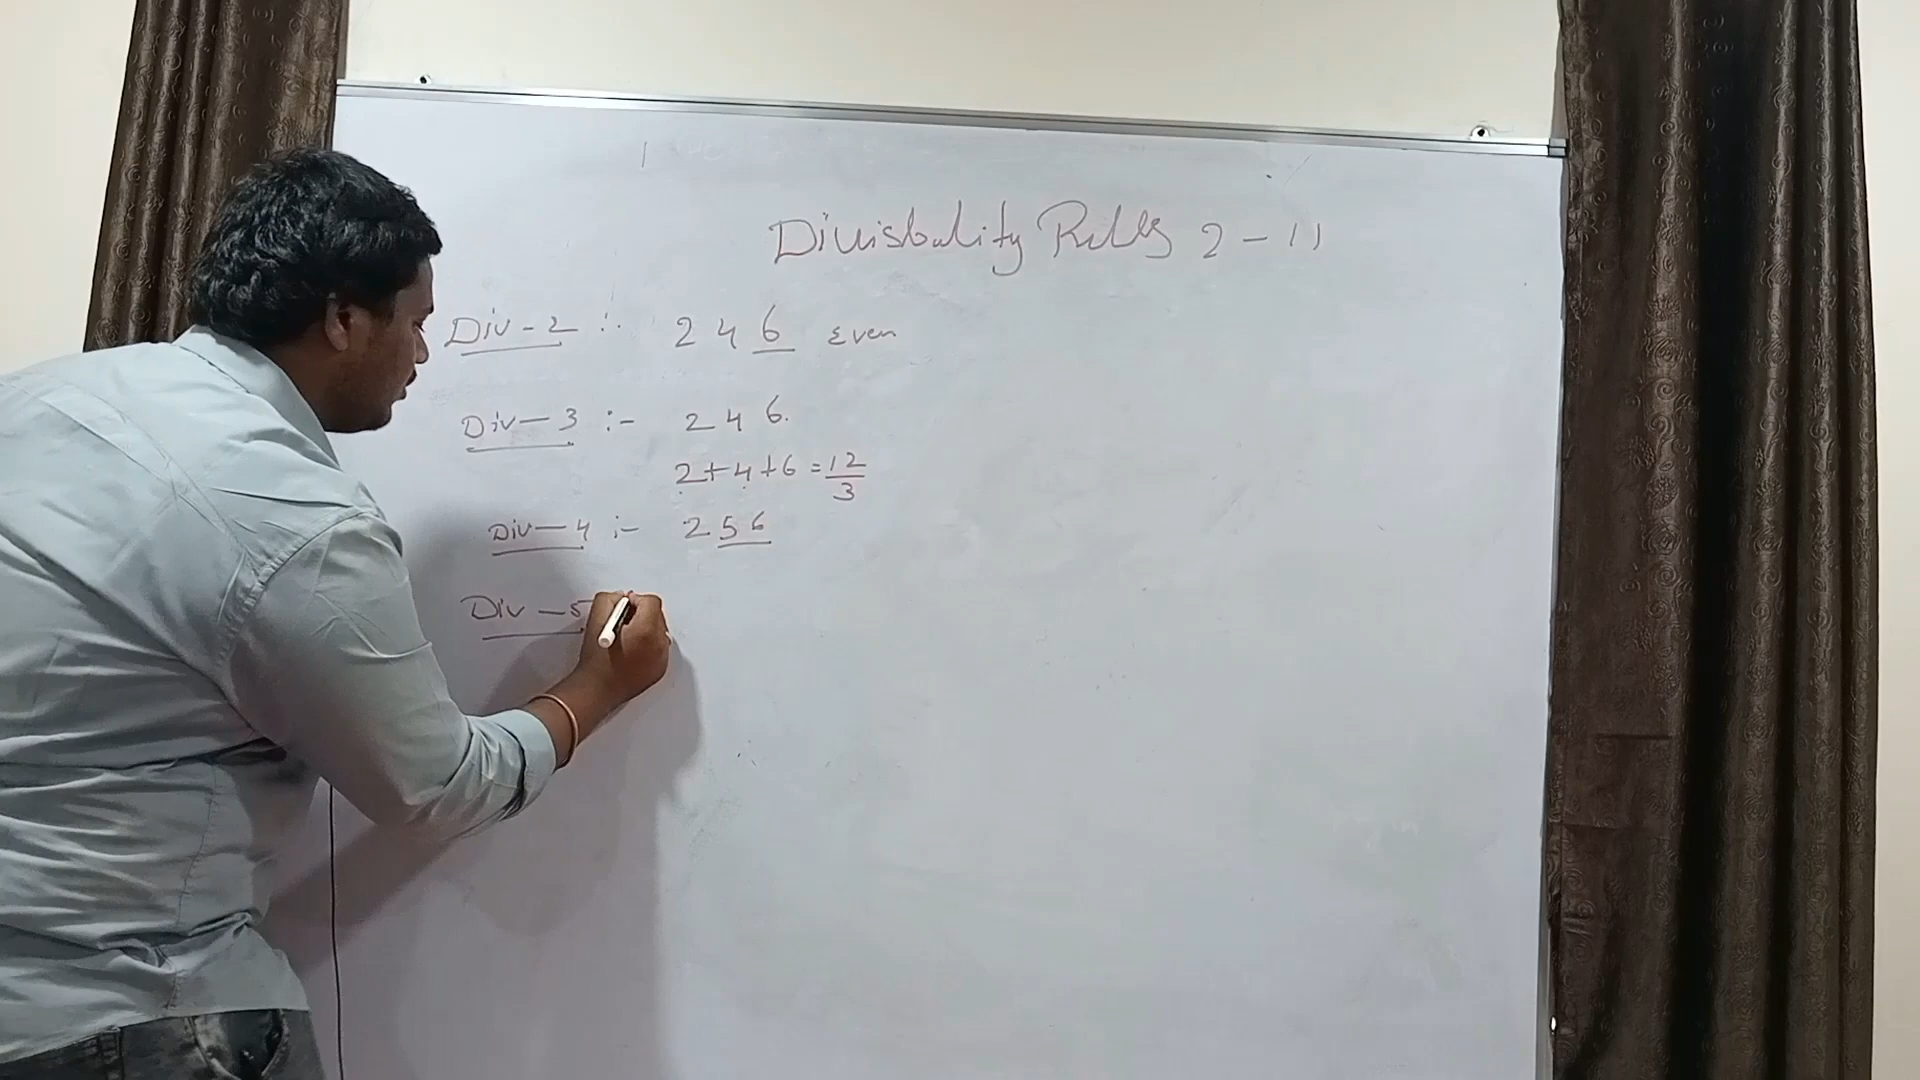 Divisbality Rules 2 - 11
Div - 2 :- 2 4 6 Even
Div - 3 :- 2 4 6.
2 + 4 + 6 = 12/3
Div - 4 :- 2 5 6
Div - 5